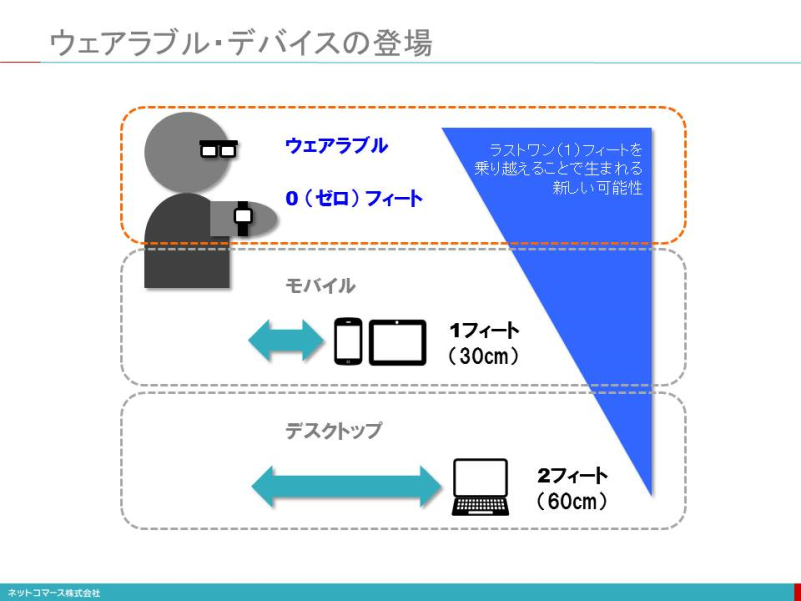 ウェアラブル・デバイスの登場
ウェアラブル
0（ゼロ）フィート
ラストワン（1）フィートを
乗り越えることで生まれる
新しい可能性
モバイル
1フィート
（30cm）
デスクトップ
2フィート
（60cm）
ネットコマース株式会社